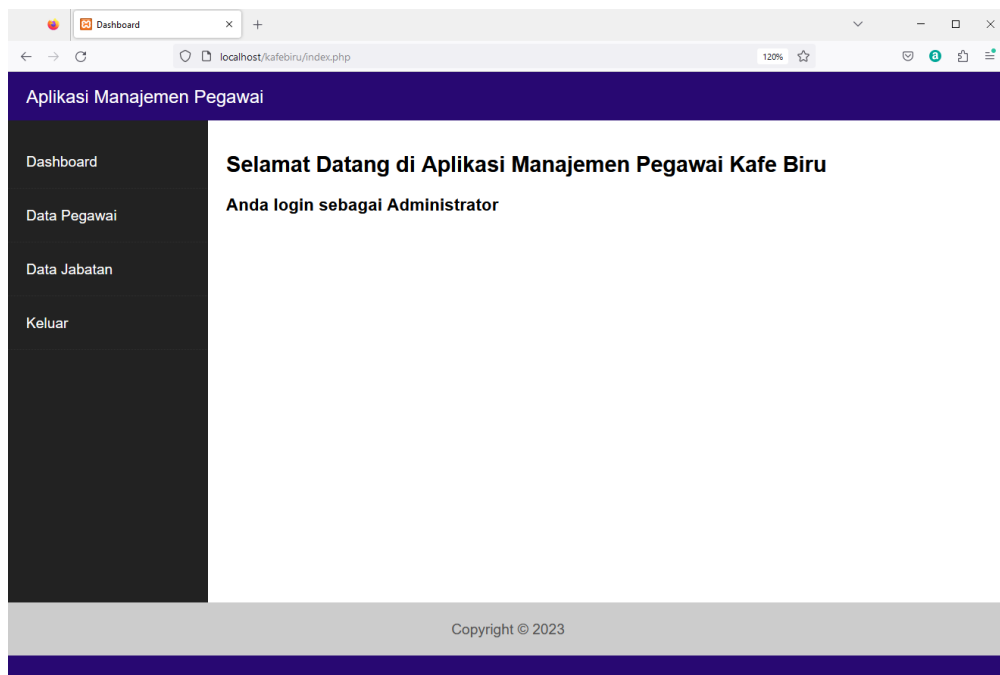 Dashboard
localhost/kafebiru/index.php
120%
a
Aplikasi Manajemen Pegawai
Dashboard
Data Pegawai
Data Jabatan
Keluar
Selamat Datang di Aplikasi Manajemen Pegawai Kafe Biru
Anda login sebagai Administrator
Copyright © 2023